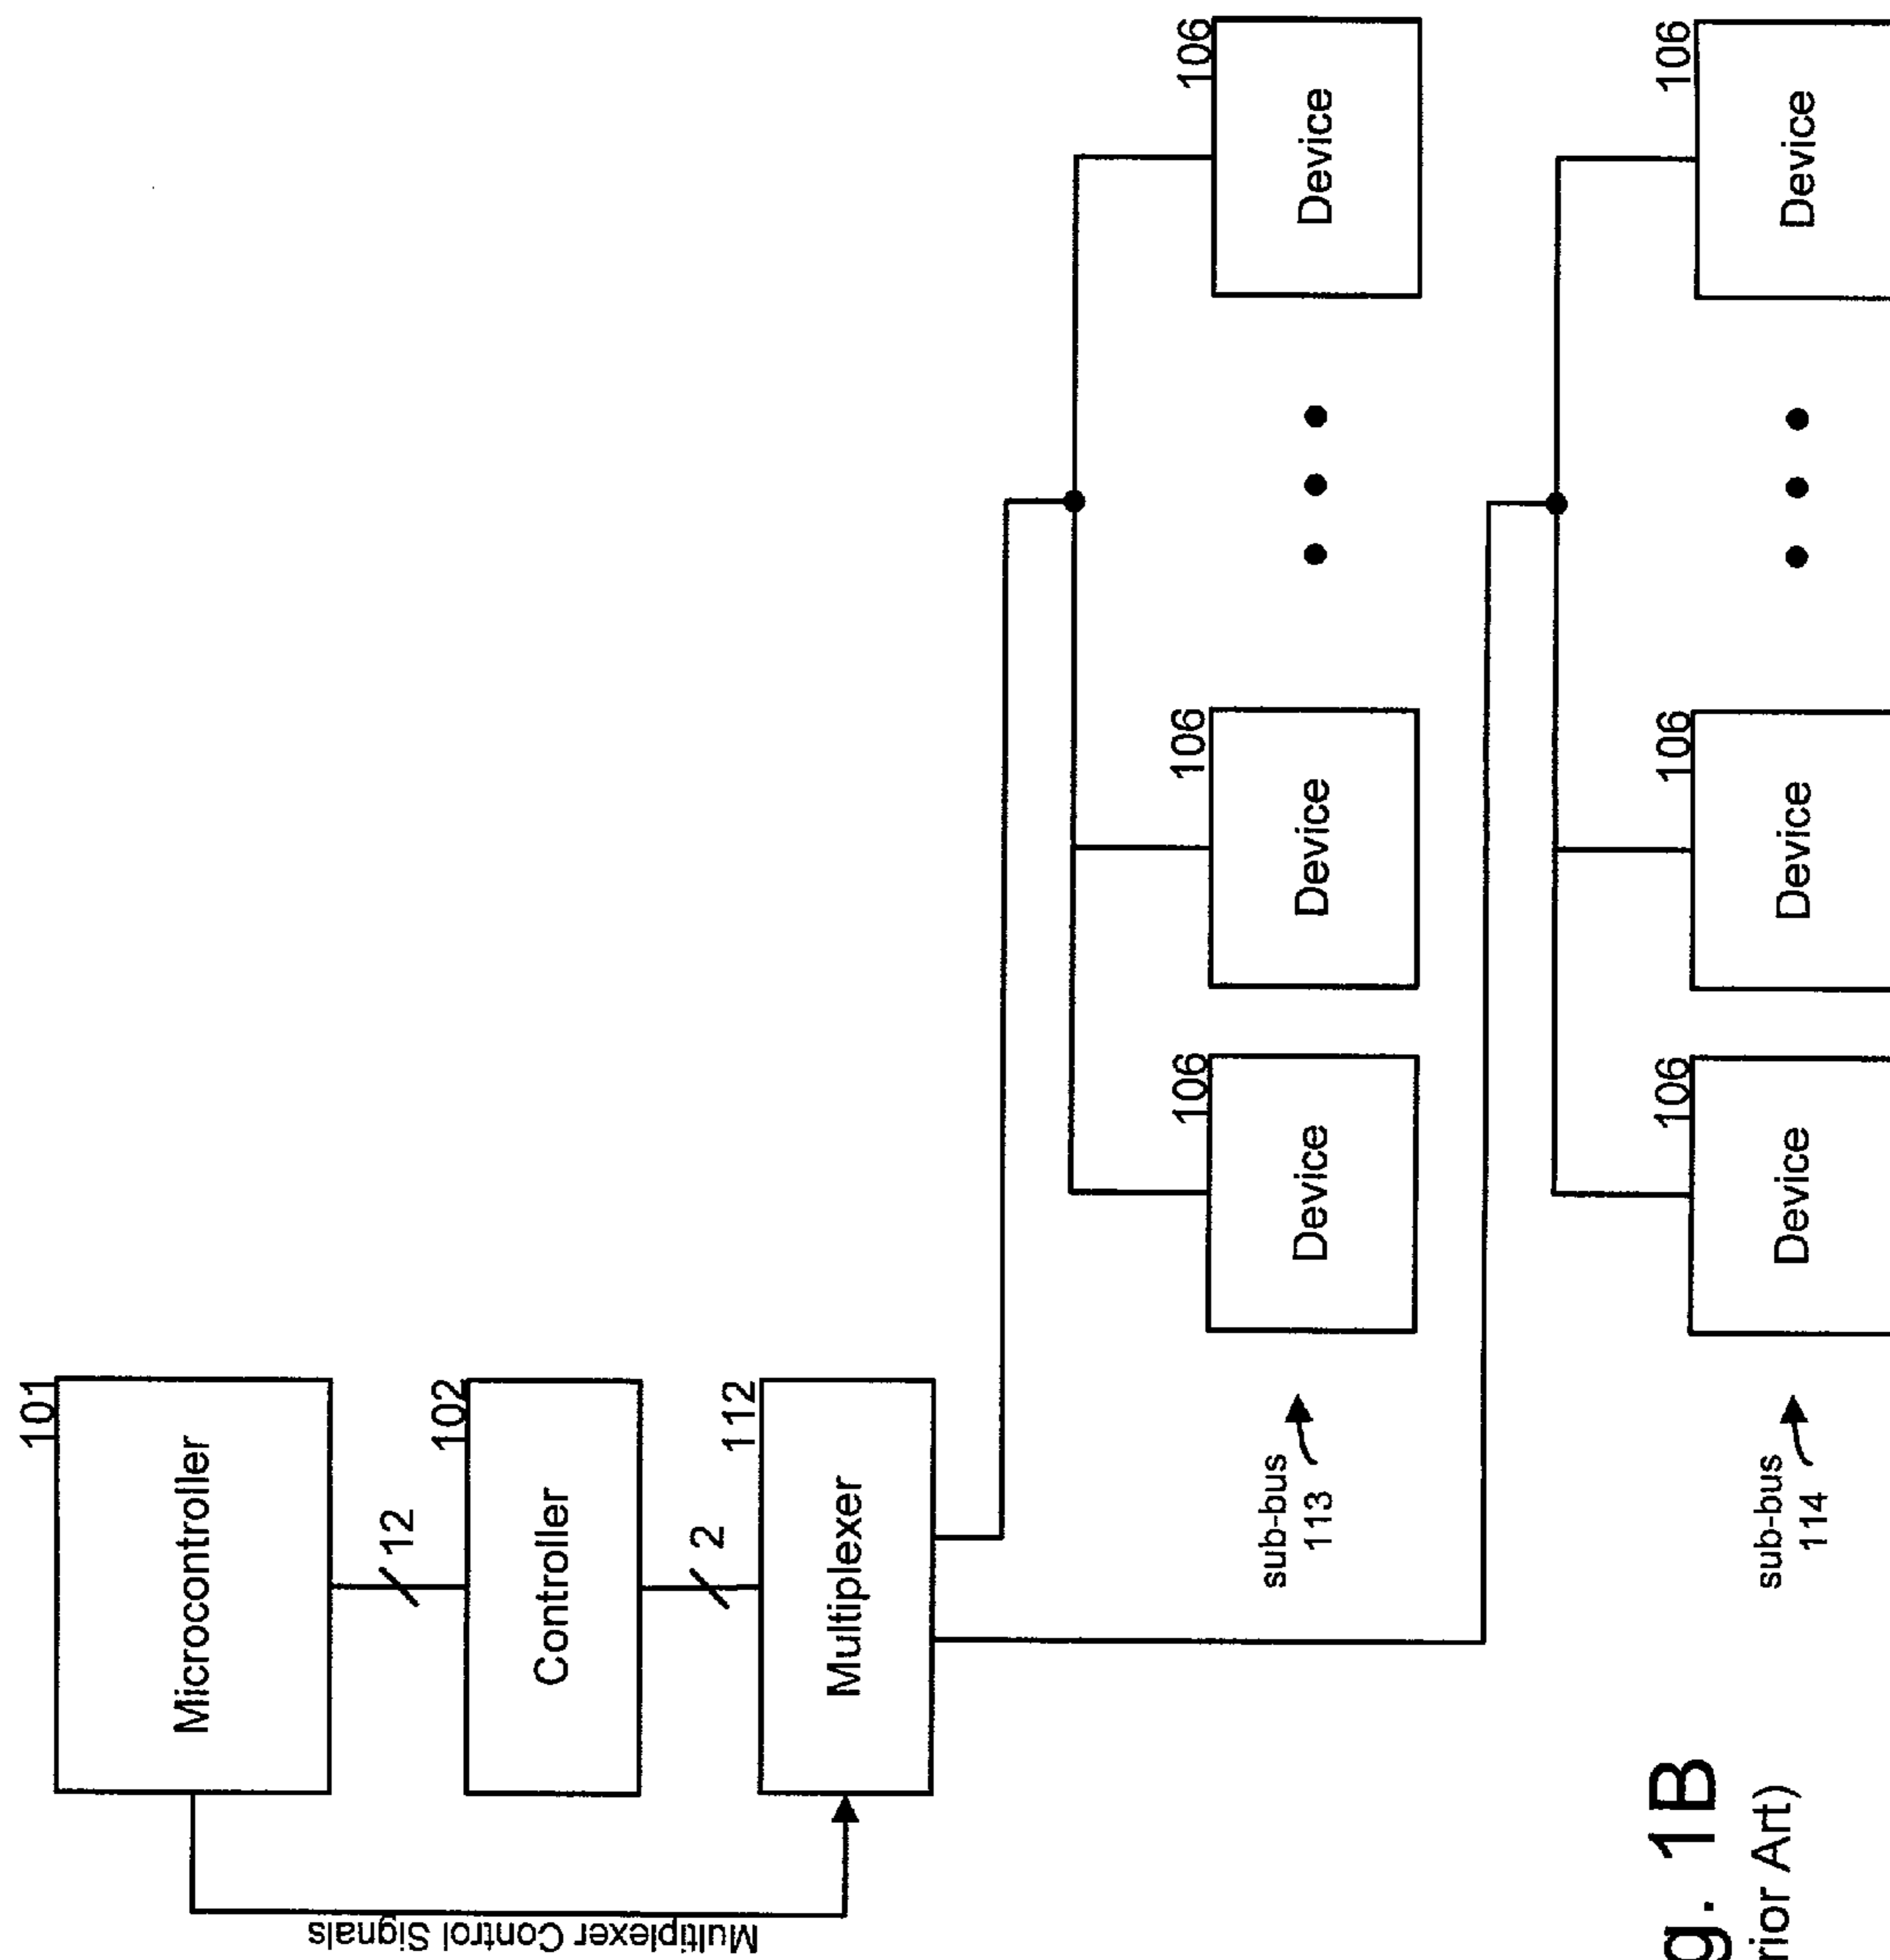 Multiplexer Control Signals
101
Microcontroller
12
102
Controller
2
112
Multiplexer
106
106
106
sub-bus
113
Device
Device
Device
106
106
106
sub-bus
114
Device
Device
Device
g. 1B
rior Art)